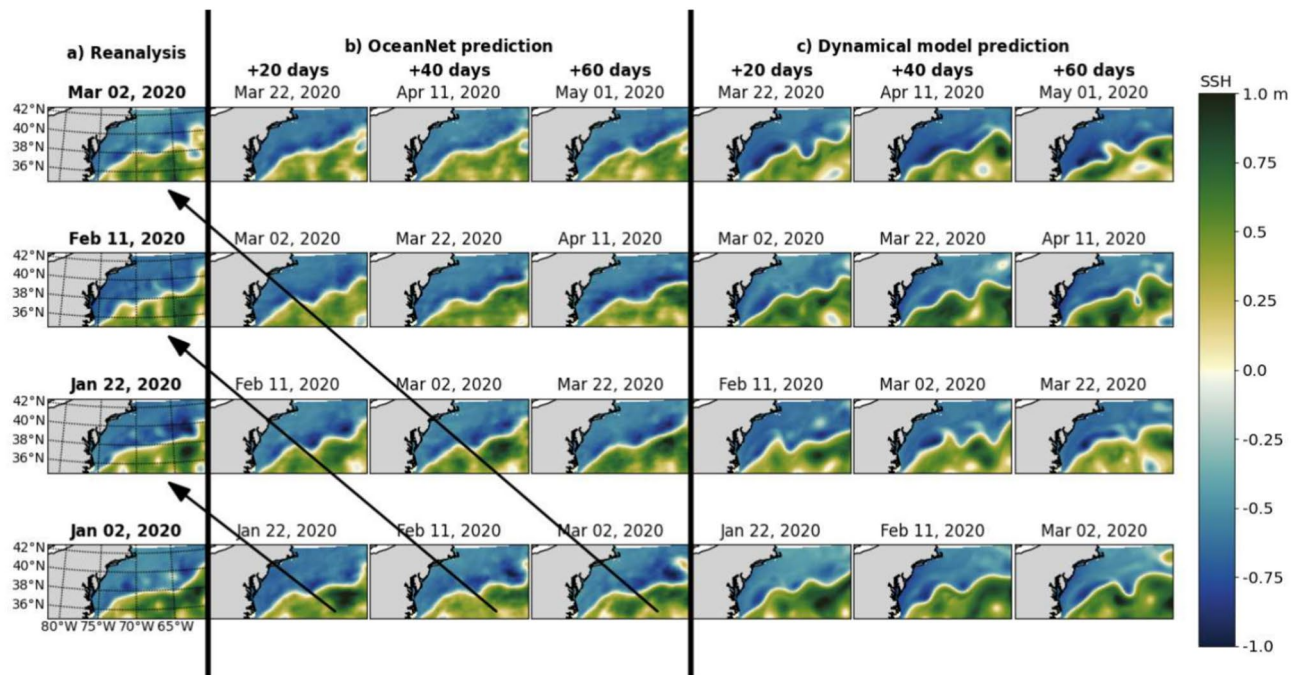 a) Reanalysis
b) OceanNet prediction
c) Dynamical model prediction
+20 days +40 days +60 days +20 days +40 days +60 days
SSH
Mar 02, 2020 Mar 22, 2020 Apr 11, 2020 May 01, 2020 Mar 22, 2020 Apr 11, 2020 May 01, 2020
42°N
40°N
38°N
36°N
Feb 11, 2020 Mar 02, 2020 Mar 22, 2020 Apr 11, 2020 Mar 02, 2020 Mar 22, 2020 Apr 11, 2020
42°N
40°N
38°N
36°N
Jan 22, 2020 Feb 11, 2020 Mar 02, 2020 Mar 22, 2020 Feb 11, 2020 Mar 02, 2020 Mar 22, 2020
42°N
40°N
38°N
36°N
Jan 02, 2020 Jan 22, 2020 Feb 11, 2020 Mar 02, 2020 Jan 22, 2020 Feb 11, 2020 Mar 02, 2020
42°N
40°N
38°N
36°N
80°W 75°W 70°W 65°W
1.0 m
0.75
0.5
0.25
0.0
-0.25
-0.5
-0.75
-1.0